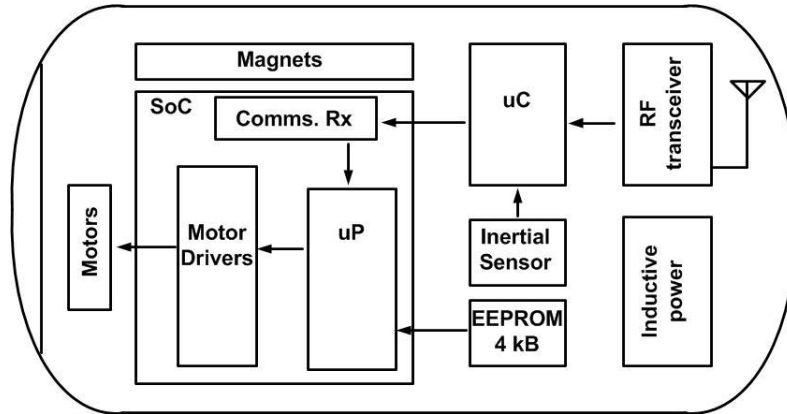 Magnets
SoC
Comms. Rx
uC
RF
transceiver
Motors
Motor
Drivers
uP
Inertial
Sensor
EEPROM
4 kB
Inductive
power